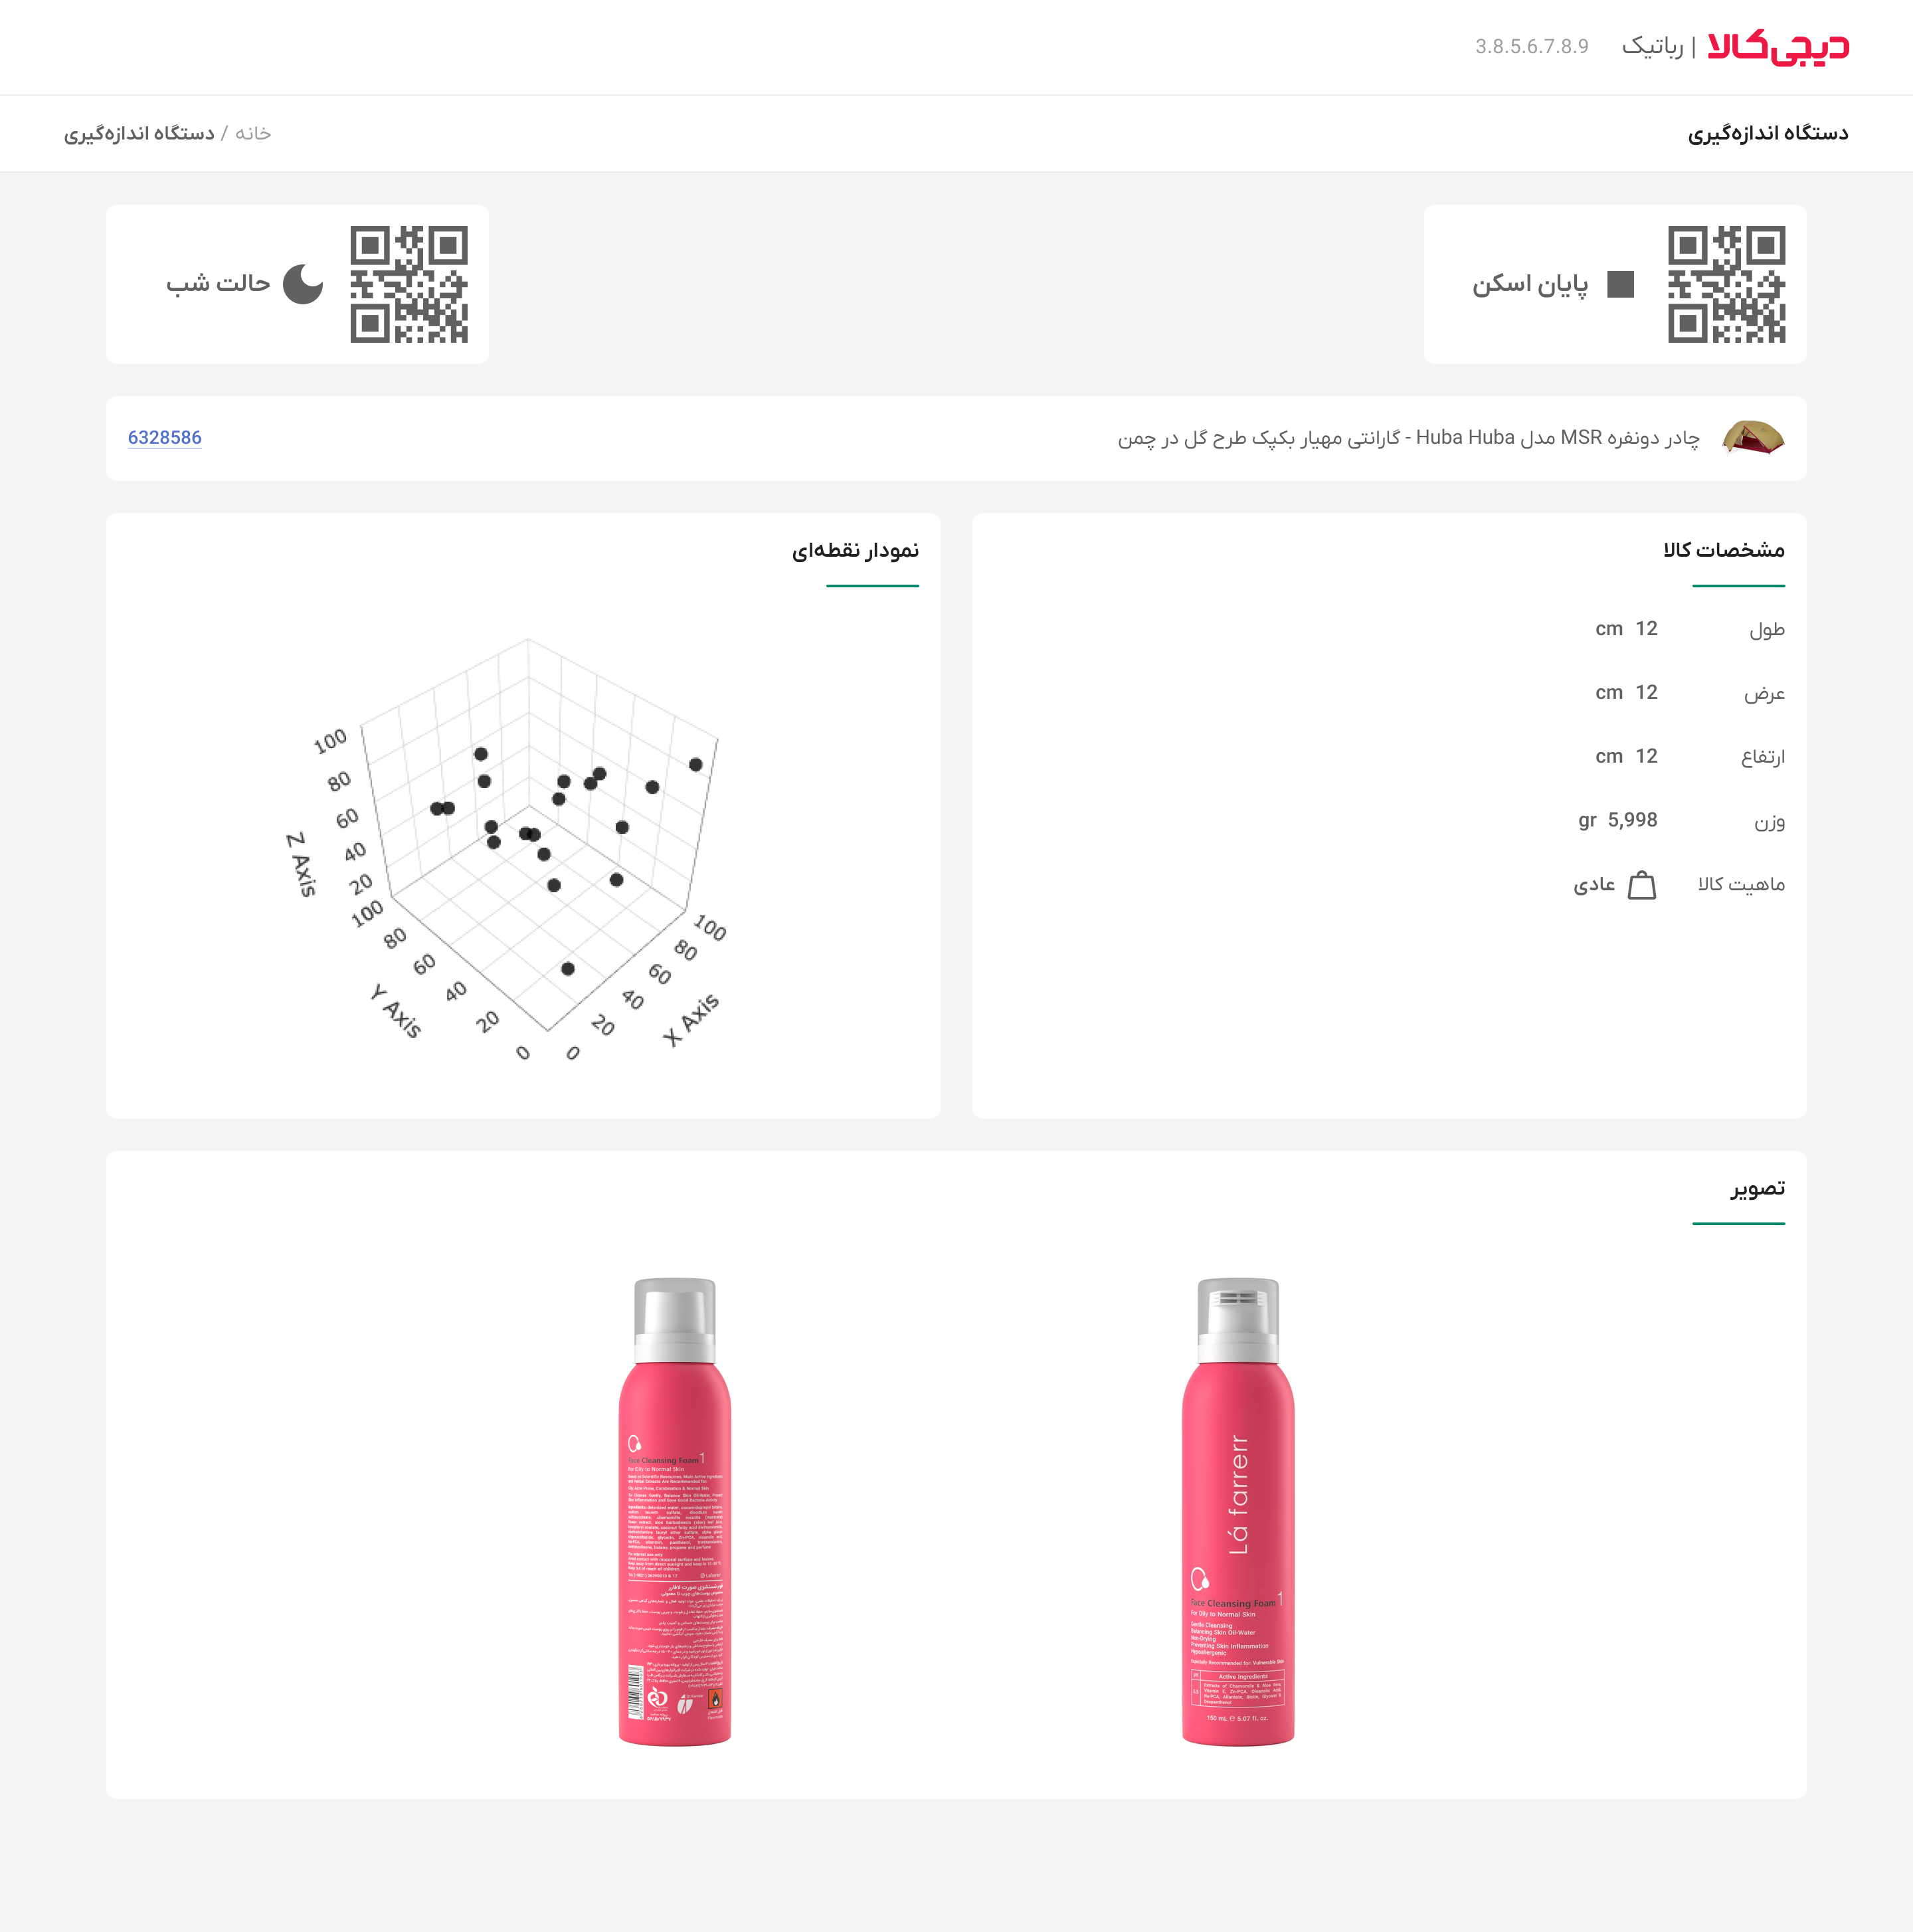 دیجی‌کالا | رباتیک 3.8.5.6.7.8.9
دستگاه اندازه‌گیری
خانه / دستگاه اندازه‌گیری
پایان اسکن
حالت شب
چادر دونفره MSR مدل Huba Huba - گارانتی مهیار بکپک طرح گل در چمن
6328586
مشخصات کالا
طول 12 cm
عرض 12 cm
ارتفاع 12 cm
وزن 5,998 gr
ماهیت کالا عادی
نمودار نقطه‌ای
100
80
60
40
20
Z Axis
100
80
60
40
20
0
Y Axis
100
80
60
40
20
0
X Axis
تصویر
Lá farrerr
Face Cleansing Foam 1
For Oily to Normal Skin
Gentle Cleansing
Balancing Skin Oil-Water
Non-Drying
Preventing Skin Inflammation
Hypoallergenic
Active Ingredients
150 mL ℮ 5.07 fl. oz.
Face Cleansing Foam 1
For Oily to Normal Skin